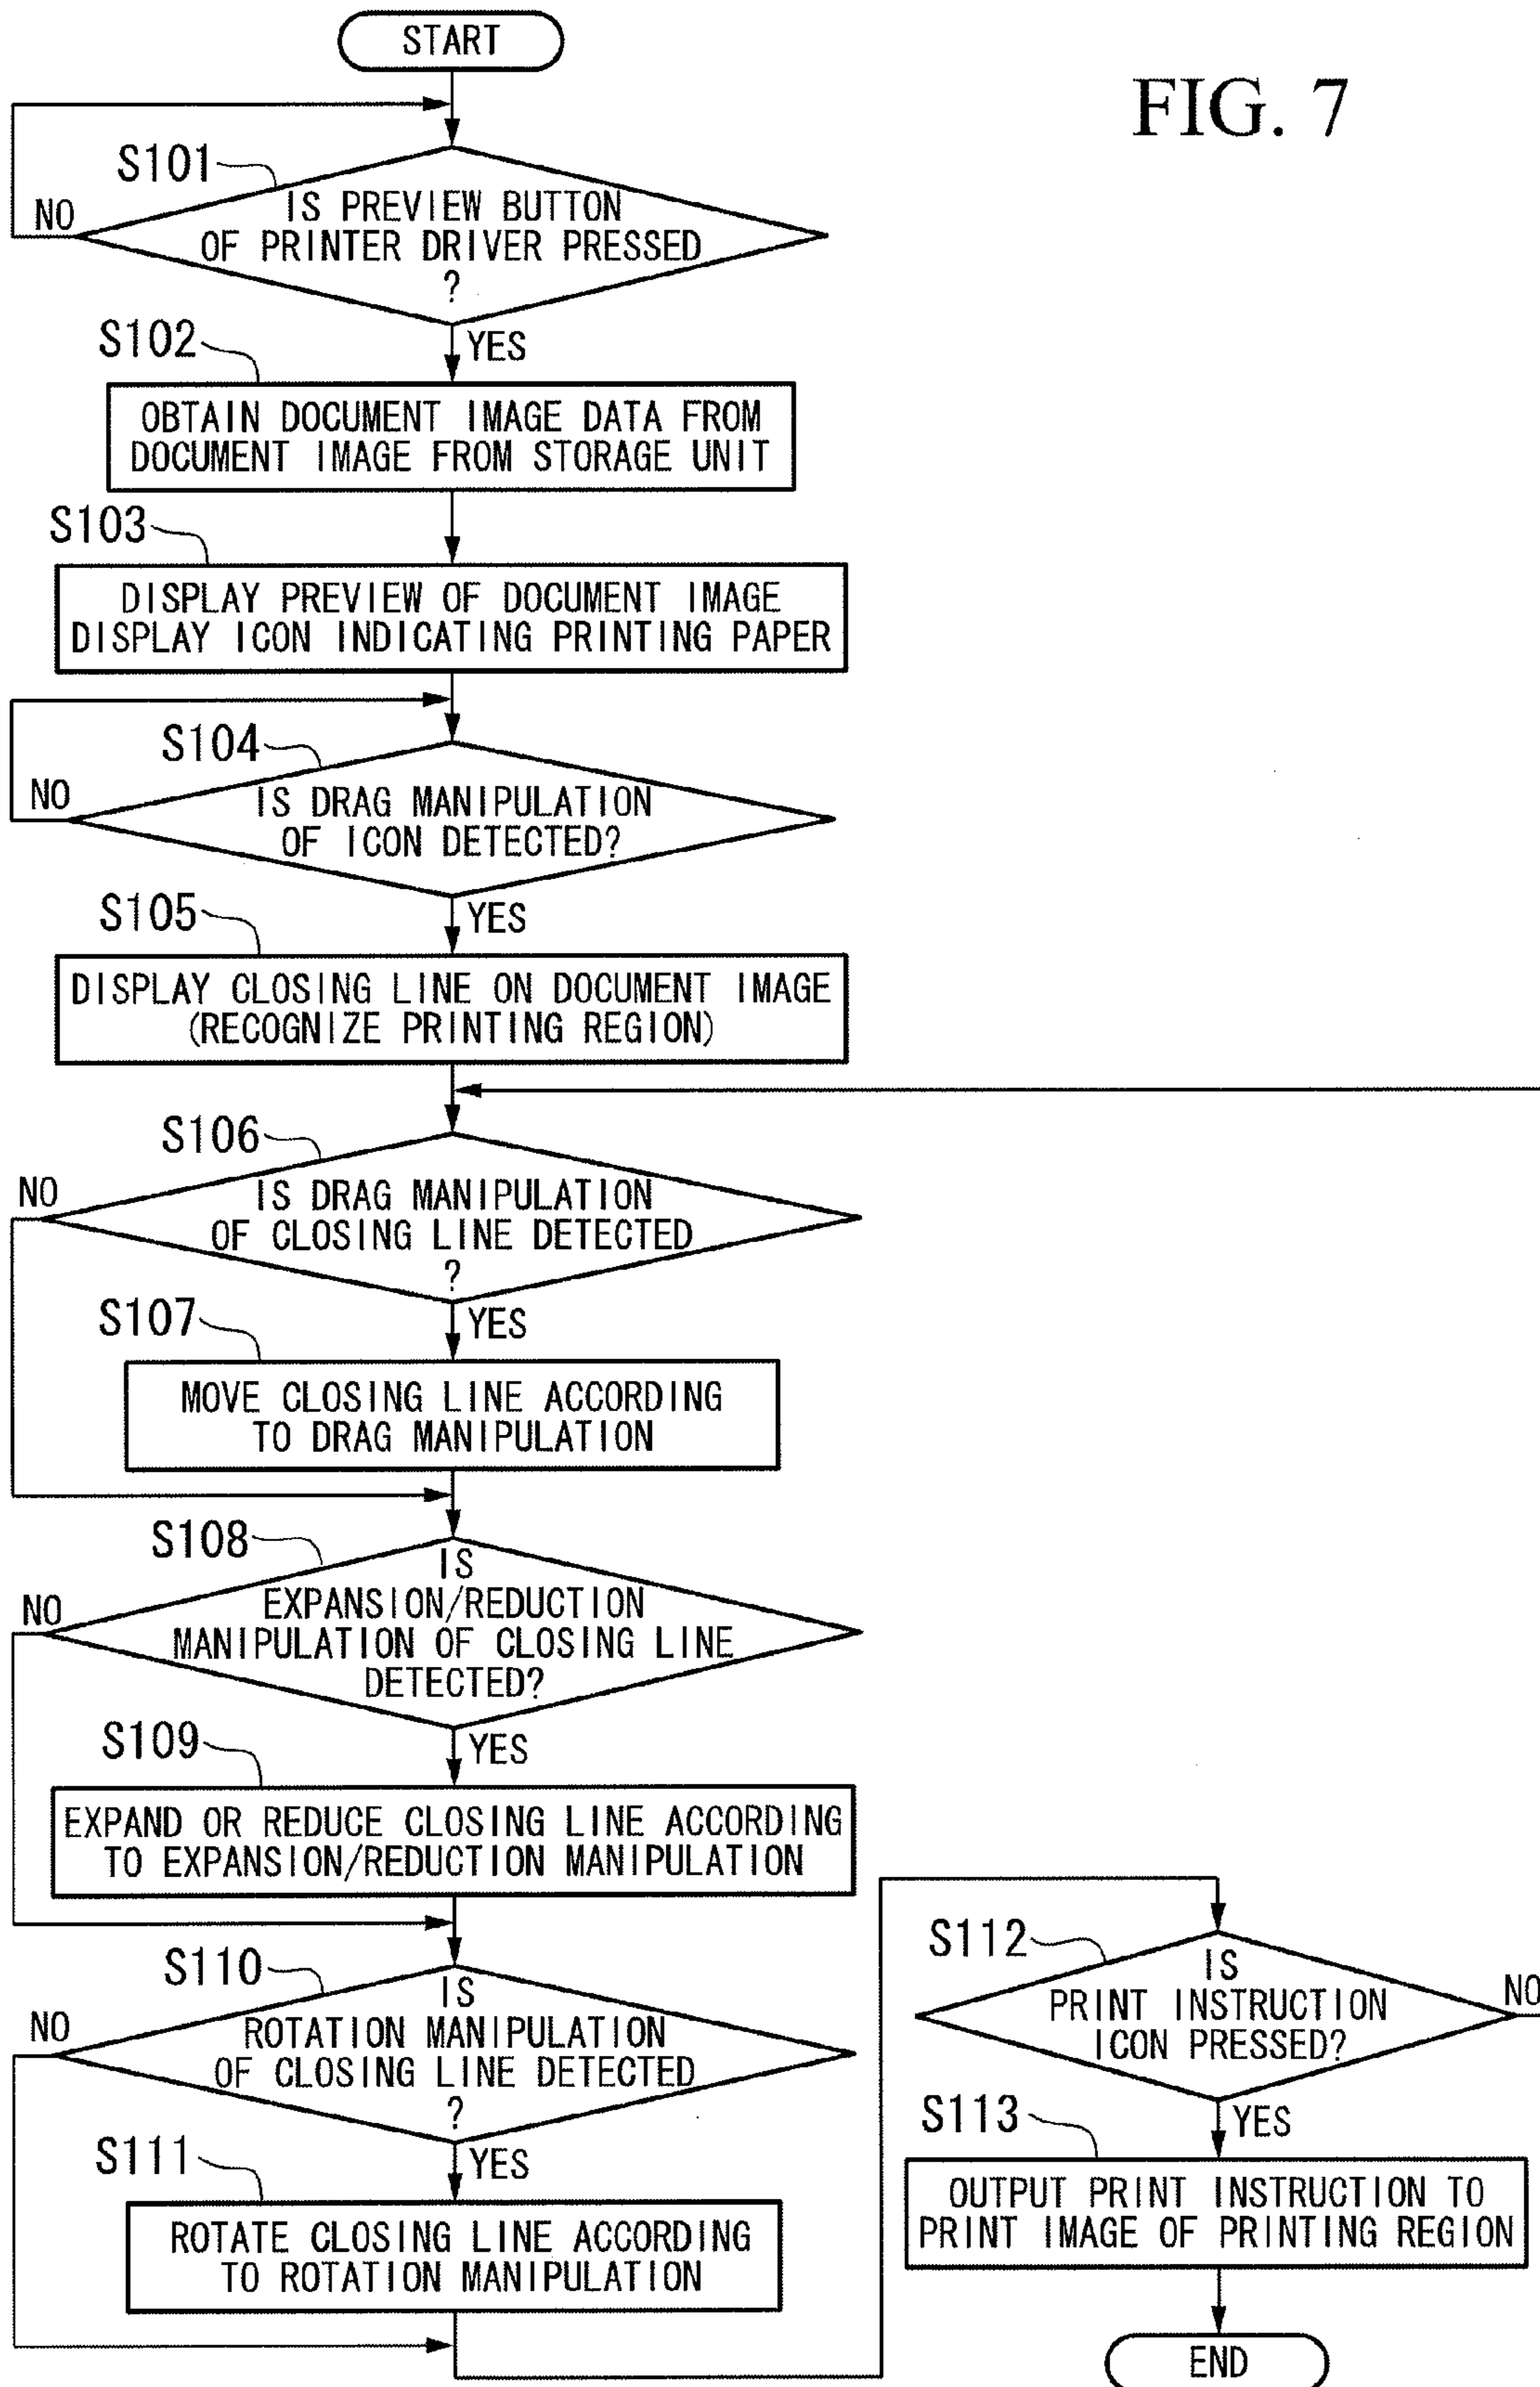 START
FIG. 7
S101
NO
IS PREVIEW BUTTON
OF PRINTER DRIVER PRESSED
?
YES
S102
OBTAIN DOCUMENT IMAGE DATA FROM
DOCUMENT IMAGE FROM STORAGE UNIT
S103
DISPLAY PREVIEW OF DOCUMENT IMAGE
DISPLAY ICON INDICATING PRINTING PAPER
S104
NO
IS DRAG MANIPULATION
OF ICON DETECTED?
YES
S105
DISPLAY CLOSING LINE ON DOCUMENT IMAGE
(RECOGNIZE PRINTING REGION)
S106
NO
IS DRAG MANIPULATION
OF CLOSING LINE DETECTED
?
YES
S107
MOVE CLOSING LINE ACCORDING
TO DRAG MANIPULATION
S108
NO
IS
EXPANSION/REDUCTION
MANIPULATION OF CLOSING LINE
DETECTED?
YES
S109
EXPAND OR REDUCE CLOSING LINE ACCORDING
TO EXPANSION/REDUCTION MANIPULATION
S110
NO
IS
ROTATION MANIPULATION
OF CLOSING LINE DETECTED
?
YES
S111
ROTATE CLOSING LINE ACCORDING
TO ROTATION MANIPULATION
S112
IS
PRINT INSTRUCTION
ICON PRESSED?
NO
YES
S113
OUTPUT PRINT INSTRUCTION TO
PRINT IMAGE OF PRINTING REGION
END